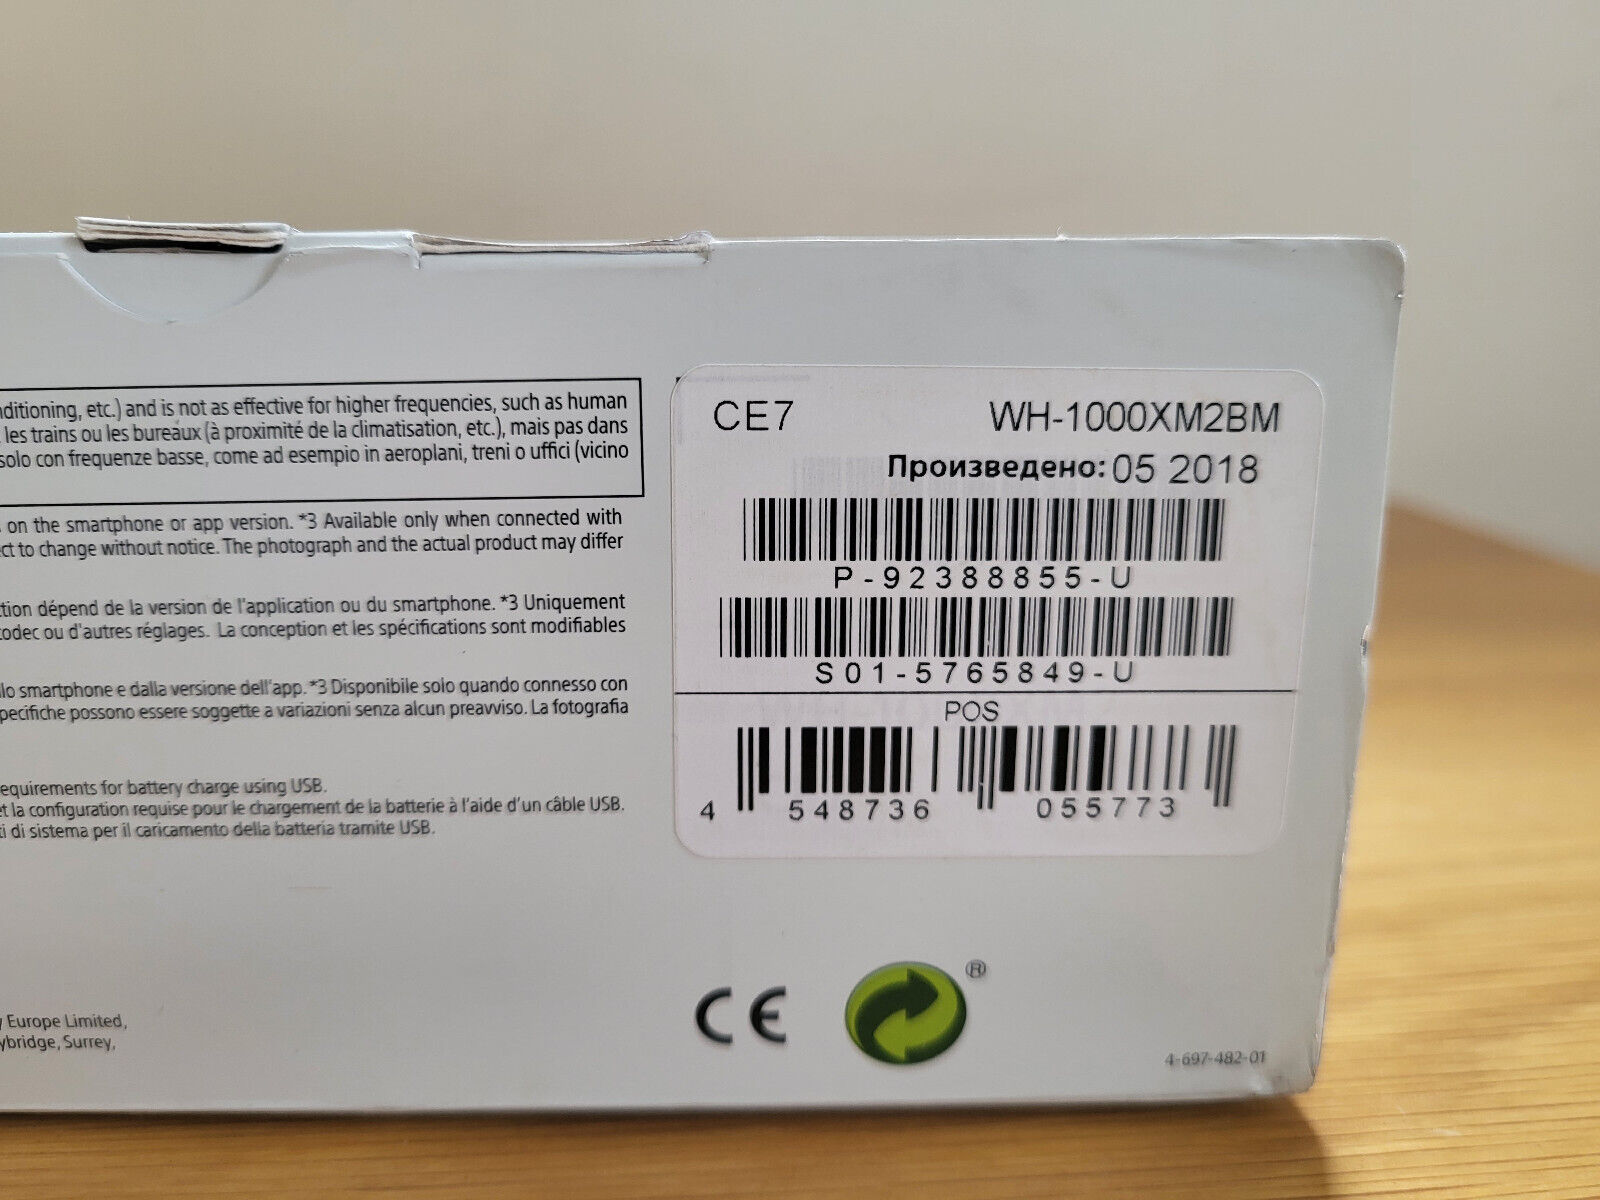 nditioning, etc.) and is not as effective for higher frequencies, such as human
les trains ou les bureaux (à proximité de la climatisation, etc.), mais pas dans
solo con frequenze basse, come ad esempio in aeroplani, treni o uffici (vicino
on the smartphone or app version. *3 Available only when connected with
ct to change without notice. The photograph and the actual product may differ
tion dépend de la version de l'application ou du smartphone. *3 Uniquement
codec ou d'autres réglages. La conception et les spécifications sont modifiables
lo smartphone e dalla versione dell'app. *3 Disponibile solo quando connesso con
pecifiche possono essere soggette a variazioni senza alcun preavviso. La fotografia
equirements for battery charge using USB.
et la configuration requise pour le chargement de la batterie à l'aide d'un câble USB.
ti di sistema per il caricamento della batteria tramite USB.
y Europe Limited,
ybridge, Surrey,
CE7 WH-1000XM2BM
Произведено: 05 2018
P-92388855-U
S01-5765849-U
POS
4 548736 055773
CE ®
4-697-482-01